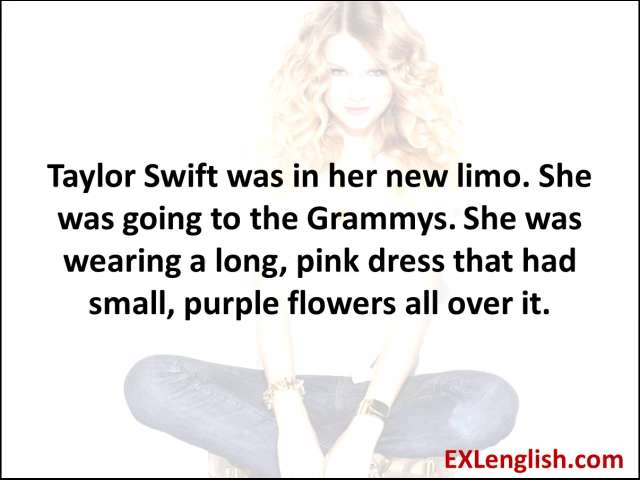 Taylor Swift was in her new limo. She
was going to the Grammys. She was
wearing a long, pink dress that had
small, purple flowers all over it.
EXLenglish.com